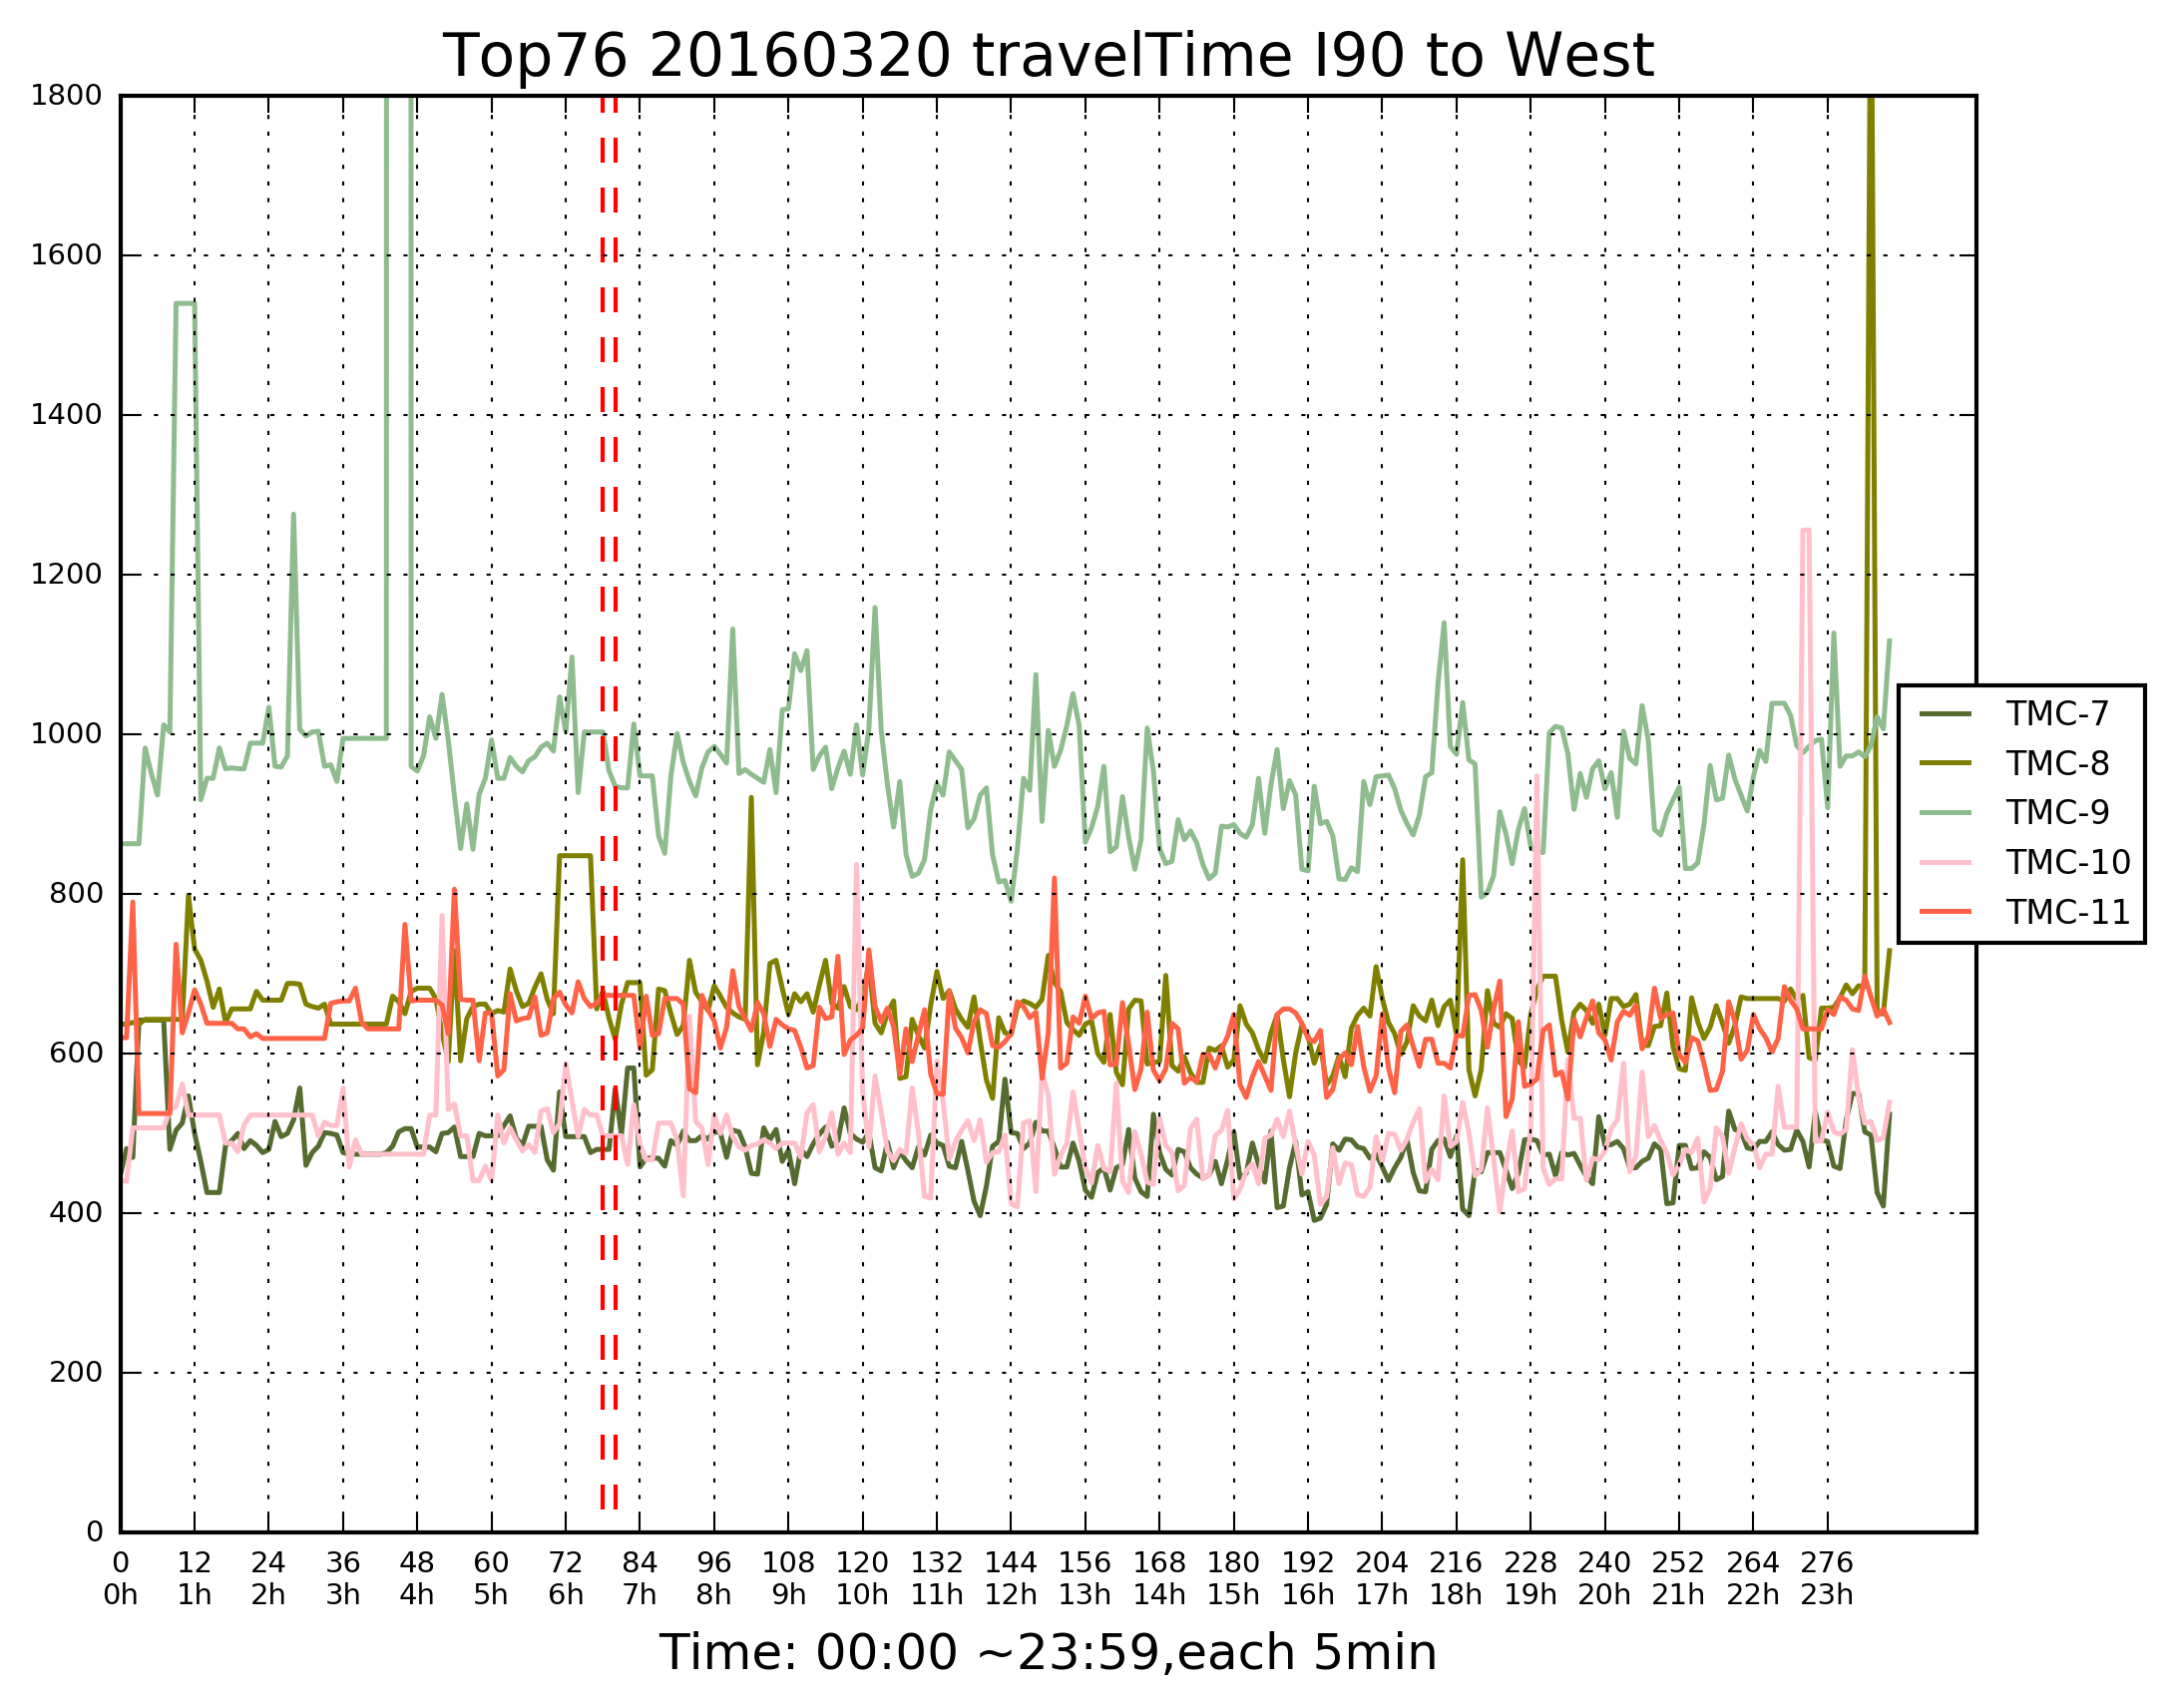 Top76 20160320 travelTime I90 to West
1800
1600
1400
1200
1000
800
600
400
200
0
TMC-7
TMC-8
TMC-9
TMC-10
TMC-11
0 12 24 36 48 60 72 84 96 108 120 132 144 156 168 180 192 204 216 228 240 252 264 276
0h 1h 2h 3h 4h 5h 6h 7h 8h 9h 10h 11h 12h 13h 14h 15h 16h 17h 18h 19h 20h 21h 22h 23h
Time: 00:00 ~23:59,each 5min